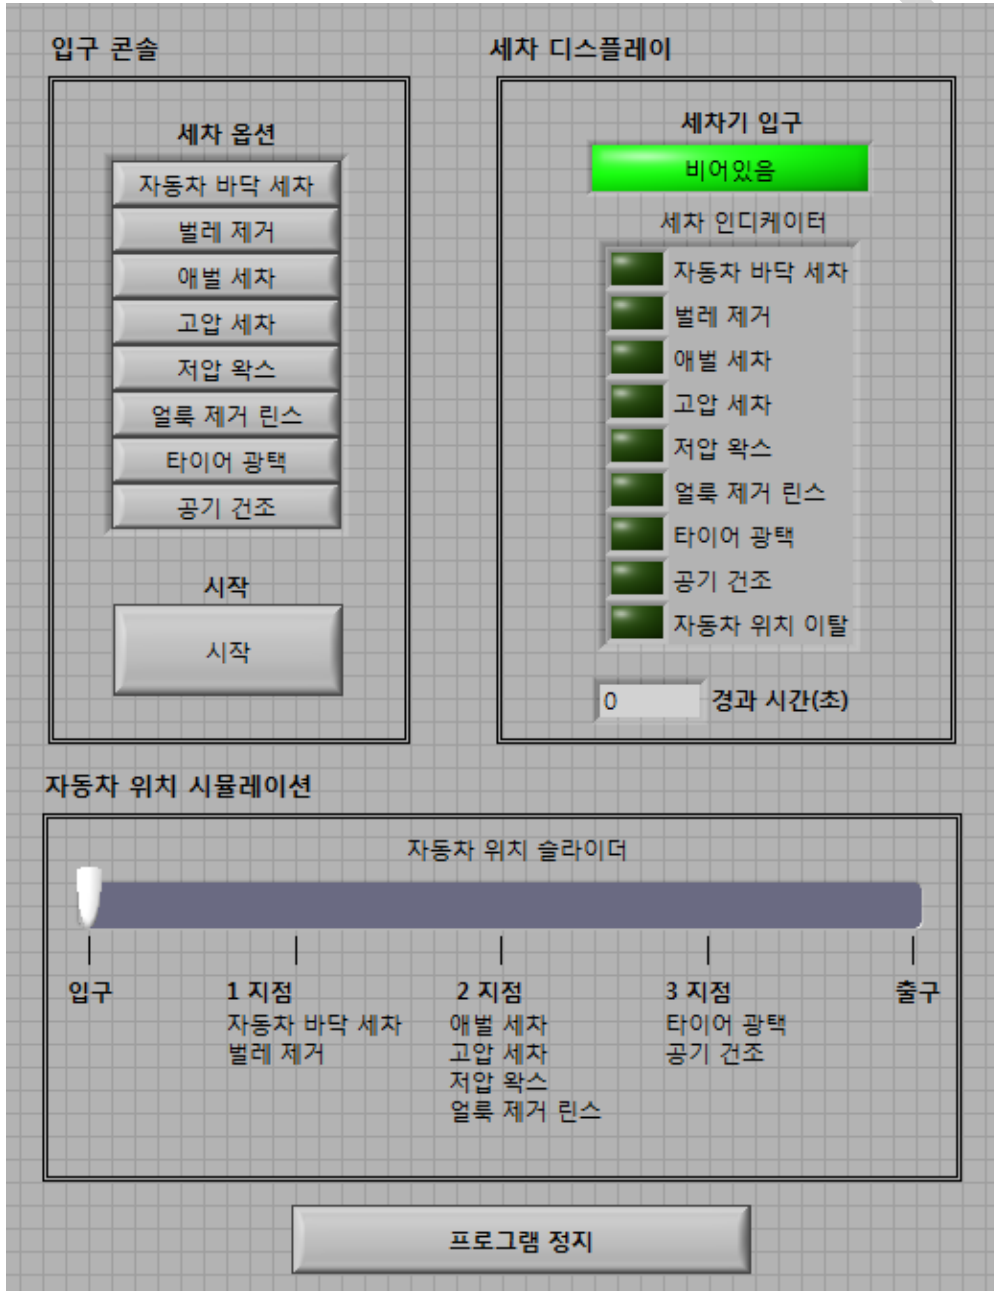 입구 콘솔
세차 옵션
자동차 바닥 세차
벌레 제거
애벌 세차
고압 세차
저압 왁스
얼룩 제거 린스
타이어 광택
공기 건조
시작
시작
세차 디스플레이
세차기 입구
비어있음
세차 인디케이터
자동차 바닥 세차
벌레 제거
애벌 세차
고압 세차
저압 왁스
얼룩 제거 린스
타이어 광택
공기 건조
자동차 위치 이탈
0 경과 시간(초)
자동차 위치 시뮬레이션
자동차 위치 슬라이더
입구
1 지점
자동차 바닥 세차
벌레 제거
2 지점
애벌 세차
고압 세차
저압 왁스
얼룩 제거 린스
3 지점
타이어 광택
공기 건조
출구
프로그램 정지